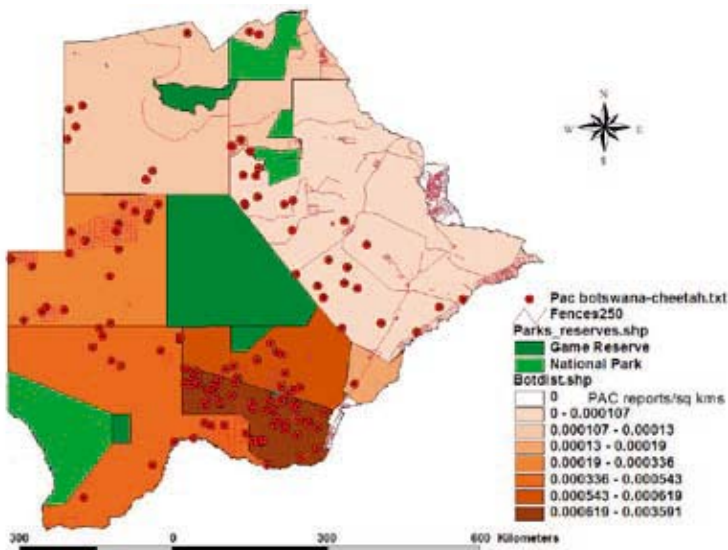 N
W E
S
Pac botswana-cheetah.txt
Fences250
Parks_reserves.shp
Game Reserve
National Park
Botdist.shp
0 PAC reports/sq kms
0 - 0.000107
0.000107 - 0.00013
0.00013 - 0.00019
0.00019 - 0.000336
0.000336 - 0.000543
0.000543 - 0.000619
0.000619 - 0.003591
300 0 300 600 Kilometers